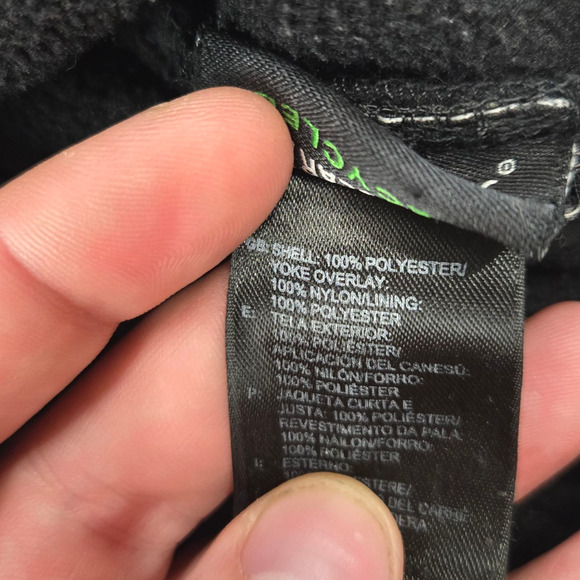 GB: SHELL: 100% POLYESTER/
YOKE OVERLAY:
100% NYLON/LINING:
100% POLYESTER
E: TELA EXTERIOR:
100% POLIÉSTER/
APLICACIÓN DEL CANESÚ:
100% NILÓN/FORRO:
100% POLIÉSTER
P: JAQUETA CURTA E
JUSTA: 100% POLIÉSTER/
REVESTIMENTO DA PALA:
100% NÁILON/FORRO:
100% POLIÉSTER
ESTERNO: